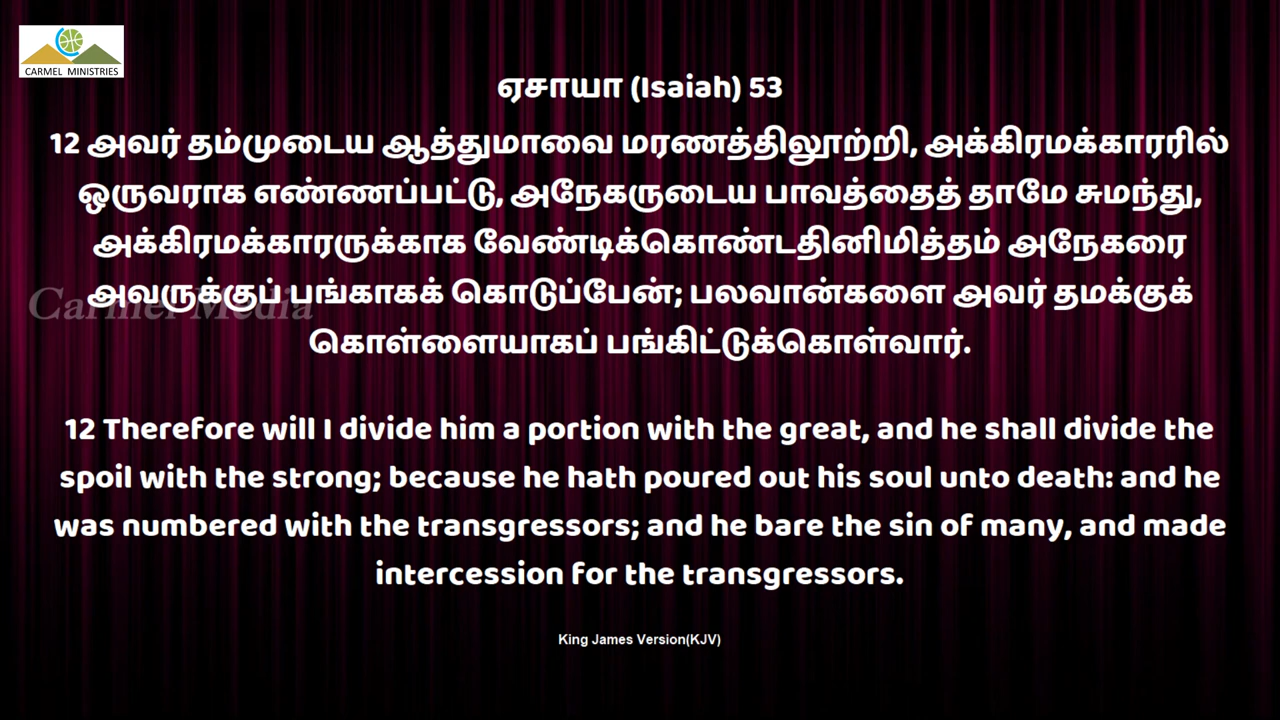 CARMEL MINISTRIES
ஏசாயா (Isaiah) 53
12 அவர் தம்முடைய ஆத்துமாவை மரணத்திலூற்றி, அக்கிரமக்காரரில்
ஒருவராக எண்ணப்பட்டு, அநேகருடைய பாவத்தைத் தாமே சுமந்து,
அக்கிரமக்காரருக்காக வேண்டிக்கொண்டதினிமித்தம் அநேகரை
அவருக்குப் பங்காகக் கொடுப்பேன்; பலவான்களை அவர் தமக்குக்
Carmel Media
கொள்ளையாகப் பங்கிட்டுக்கொள்வார்.
12 Therefore will I divide him a portion with the great, and he shall divide the
spoil with the strong; because he hath poured out his soul unto death: and he
was numbered with the transgressors; and he bare the sin of many, and made
intercession for the transgressors.
King James Version(KJV)